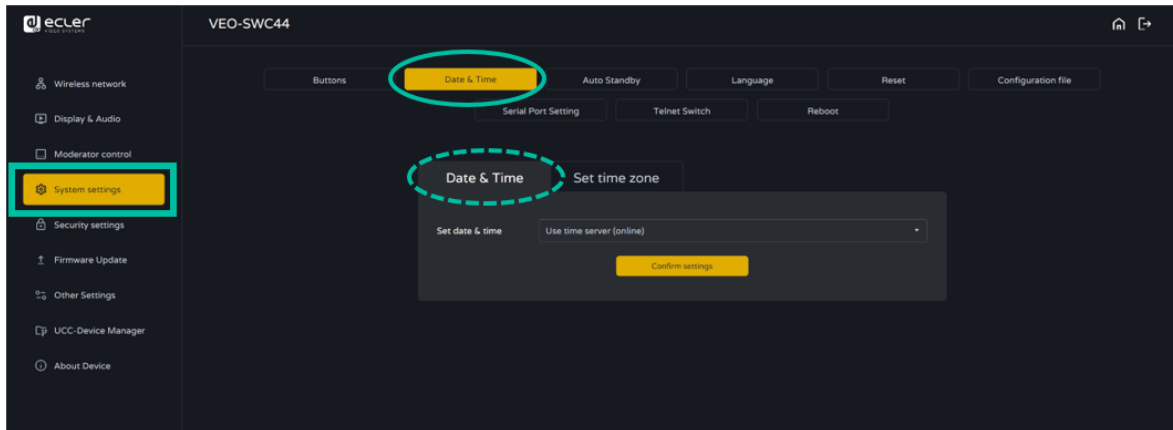 ecler
VIDEO SYSTEMS
VEO-SWC44
Wireless network
Display & Audio
Moderator control
System settings
Security settings
Firmware Update
Other Settings
UCC-Device Manager
About Device
Buttons
Date & Time
Auto Standby
Language
Reset
Configuration file
Serial Port Setting
Telnet Switch
Reboot
Date & Time
Set time zone
Set date & time
Use time server (online)
Confirm settings